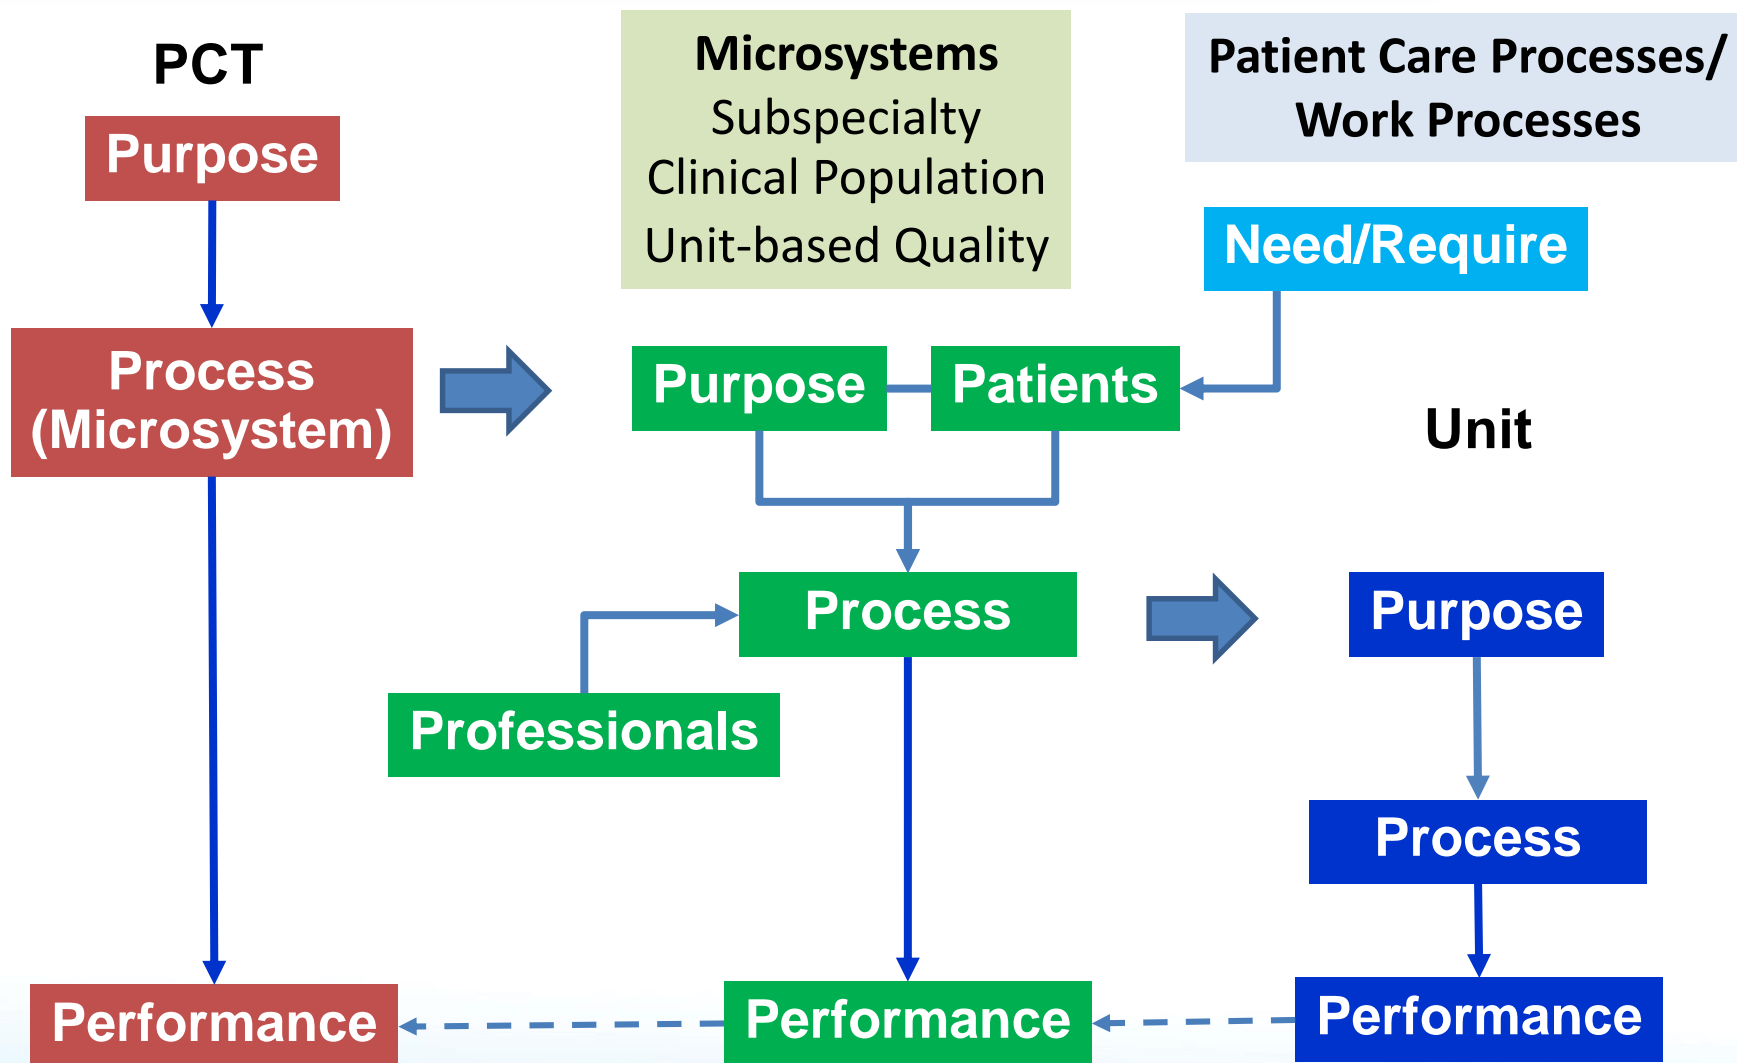 PCT
Purpose
Process
(Microsystem)
Performance
Microsystems
Subspecialty
Clinical Population
Unit-based Quality
Purpose
Patients
Process
Professionals
Performance
Patient Care Processes/
Work Processes
Need/Require
Unit
Purpose
Process
Performance